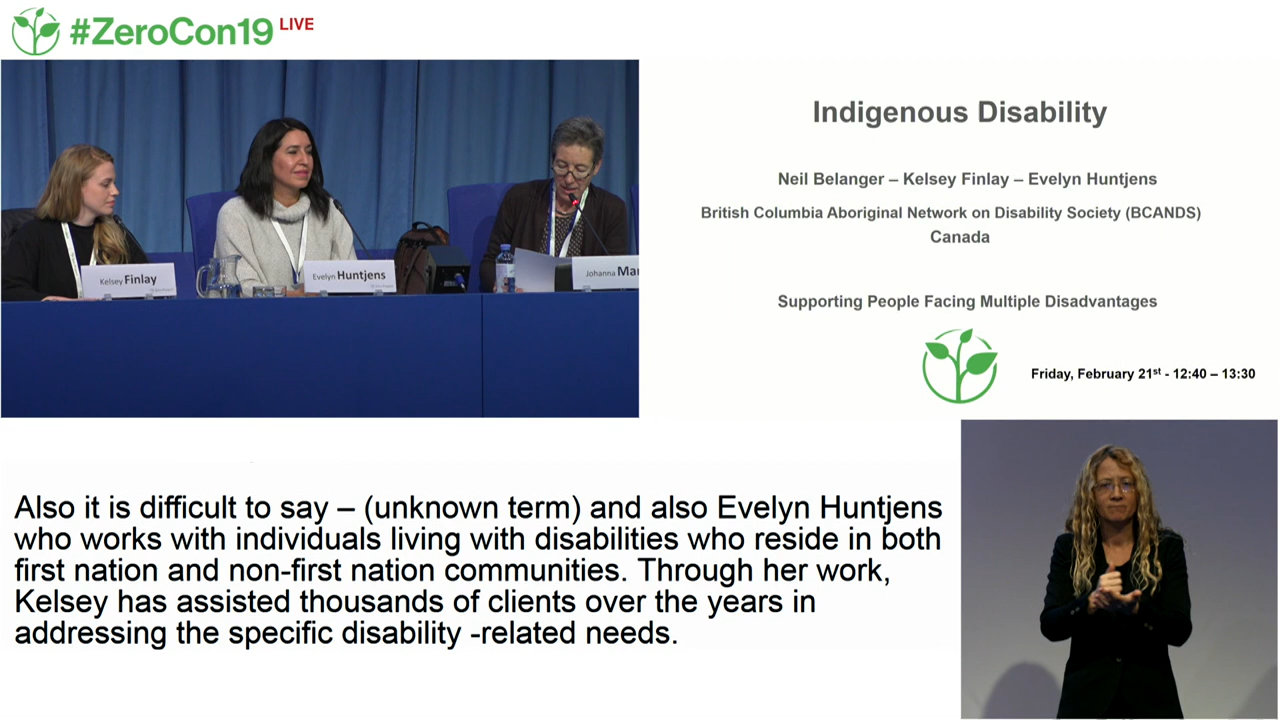 #ZeroCon19 LIVE
Kelsey Finlay
Evelyn Huntjens
Johanna Mar
Indigenous Disability
Neil Belanger – Kelsey Finlay – Evelyn Huntjens
British Columbia Aboriginal Network on Disability Society (BCANDS)
Canada
Supporting People Facing Multiple Disadvantages
Friday, February 21st - 12:40 – 13:30
Also it is difficult to say – (unknown term) and also Evelyn Huntjens
who works with individuals living with disabilities who reside in both
first nation and non-first nation communities. Through her work,
Kelsey has assisted thousands of clients over the years in
addressing the specific disability -related needs.